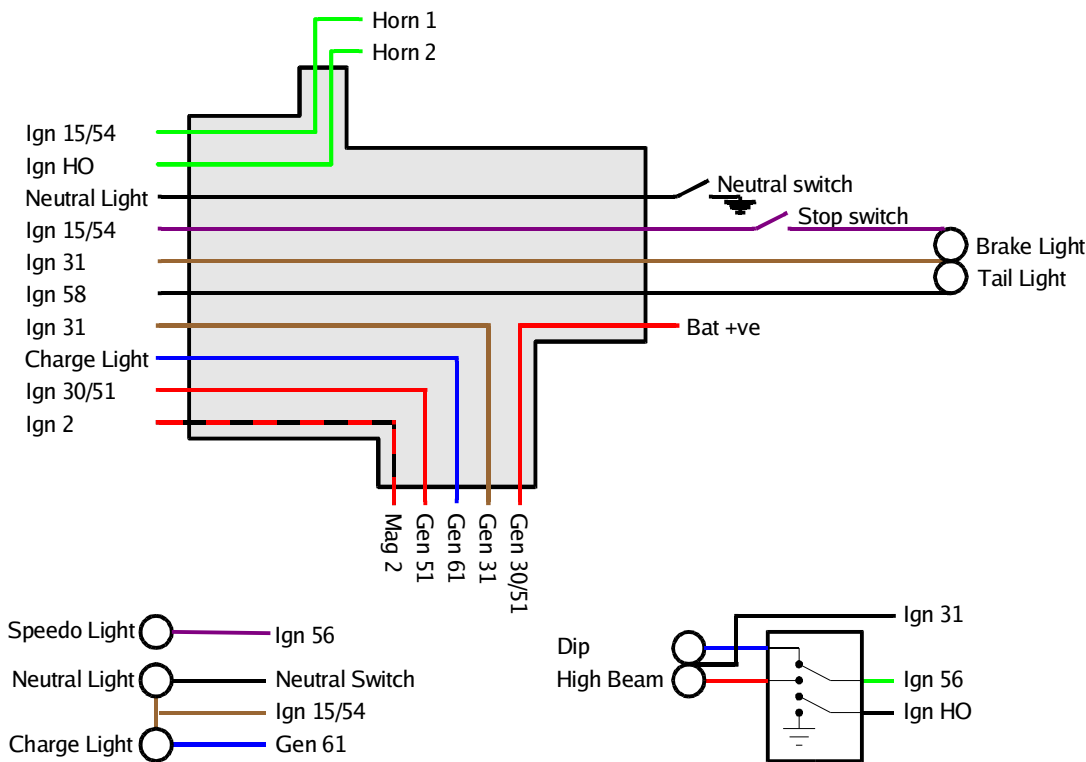 Horn 1
Horn 2
Ign 15/54
Ign HO
Neutral Light
Neutral switch
Ign 15/54
Stop switch
Ign 31
Brake Light
Ign 58
Tail Light
Ign 31
Bat +ve
Charge Light
Ign 30/51
Ign 2
Mag 2
Gen 51
Gen 61
Gen 31
Gen 30/51
Speedo Light
Ign 56
Neutral Light
Neutral Switch
Ign 15/54
Charge Light
Gen 61
Dip
High Beam
Ign 31
Ign 56
Ign HO